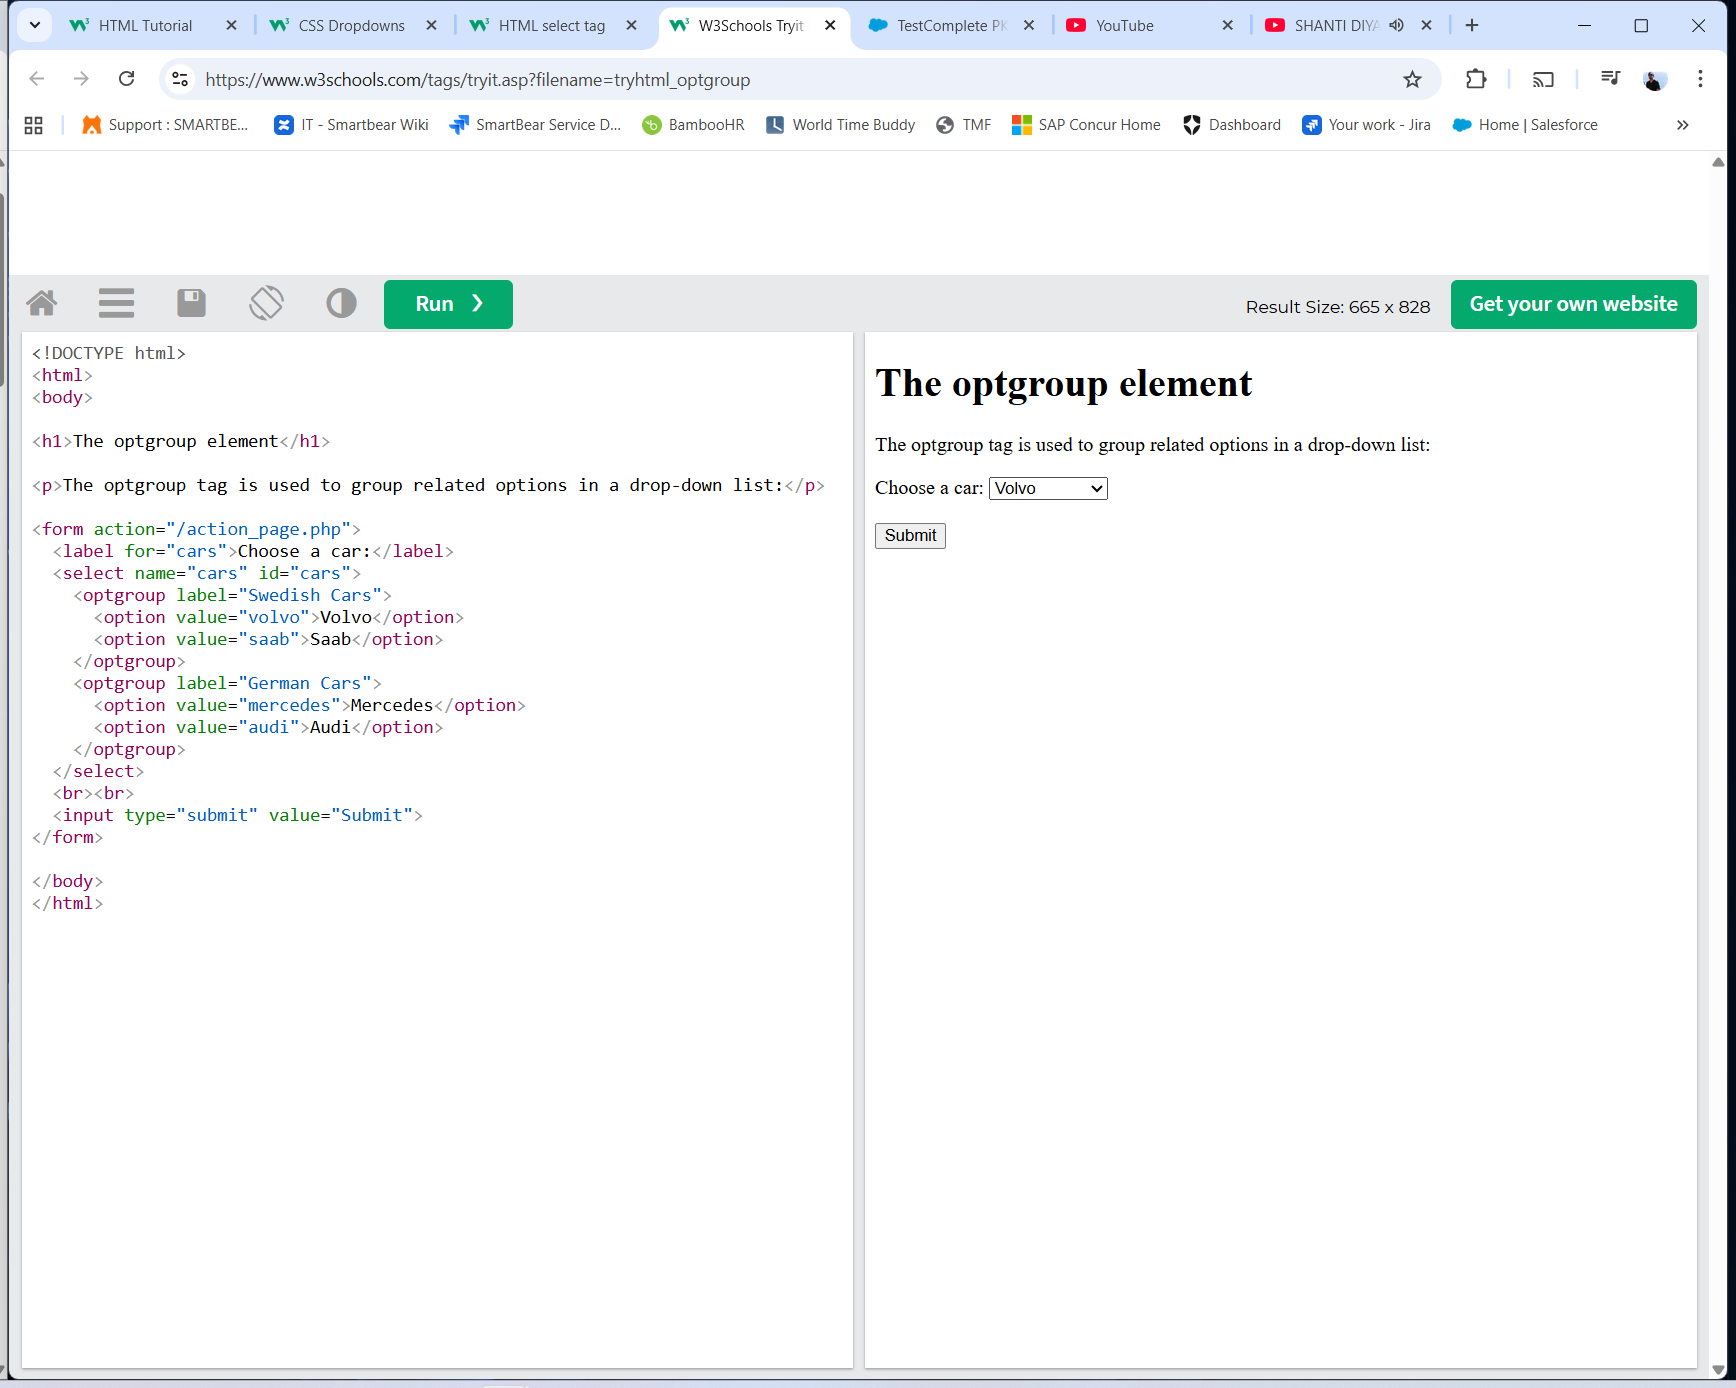 HTML Tutorial
CSS Dropdowns
HTML select tag
W3Schools Tryit
TestComplete PK
YouTube
SHANTI DIYA
https://www.w3schools.com/tags/tryit.asp?filename=tryhtml_optgroup
Support : SMARTBE...
IT - Smartbear Wiki
SmartBear Service D...
BambooHR
World Time Buddy
TMF
SAP Concur Home
Dashboard
Your work - Jira
Home | Salesforce
Run ❯
Result Size: 665 x 828
Get your own website
<!DOCTYPE html>
<html>
<body>
<h1>The optgroup element</h1>
<p>The optgroup tag is used to group related options in a drop-down list:</p>
<form action="/action_page.php">
<label for="cars">Choose a car:</label>
<select name="cars" id="cars">
<optgroup label="Swedish Cars">
<option value="volvo">Volvo</option>
<option value="saab">Saab</option>
</optgroup>
<optgroup label="German Cars">
<option value="mercedes">Mercedes</option>
<option value="audi">Audi</option>
</optgroup>
</select>
<br><br>
<input type="submit" value="Submit">
</form>
</body>
</html>
The optgroup element
The optgroup tag is used to group related options in a drop-down list:
Choose a car: Volvo
Submit